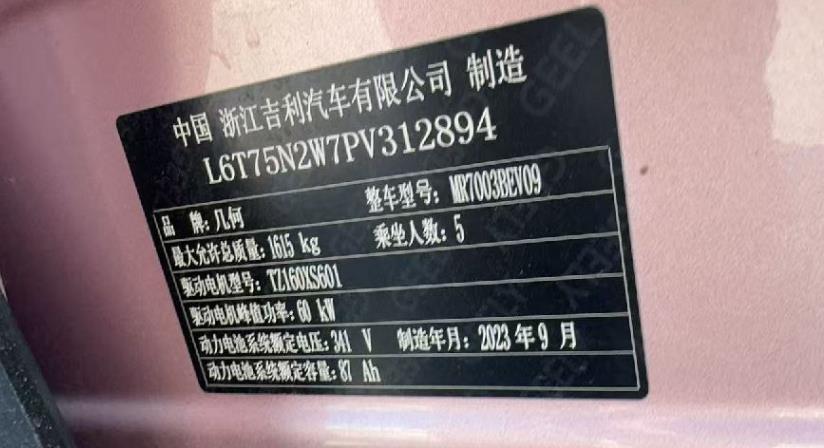 中国 浙江吉利汽车有限公司 制造
L6T75N2W7PV312894
品 牌:几何 整车型号: MR7003BEV09
最大允许总质量:1615 kg 乘坐人数: 5
驱动电机型号: TZ160XS601
驱动电机峰值功率: 60 kW
动力电池系统额定电压: 341 V 制造年月: 2023 年 9 月
动力电池系统额定容量: 87 Ah